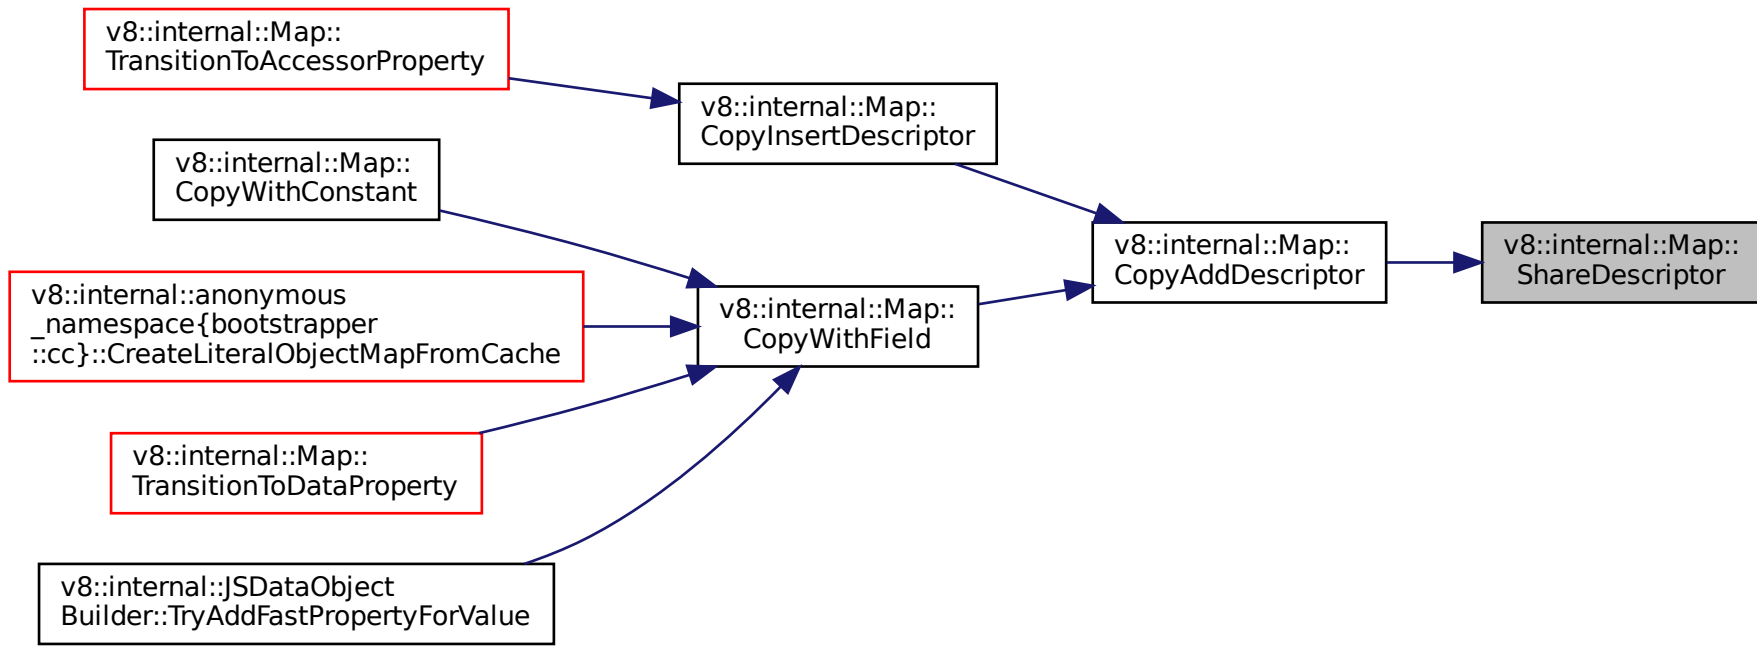 v8::internal::Map::
TransitionToAccessorProperty
v8::internal::Map::
CopyInsertDescriptor
v8::internal::Map::
CopyWithConstant
v8::internal::Map::
CopyAddDescriptor
v8::internal::Map::
ShareDescriptor
v8::internal::anonymous
_namespace{bootstrapper
::cc}::CreateLiteralObjectMapFromCache
v8::internal::Map::
CopyWithField
v8::internal::Map::
TransitionToDataProperty
v8::internal::JSDataObject
Builder::TryAddFastPropertyForValue